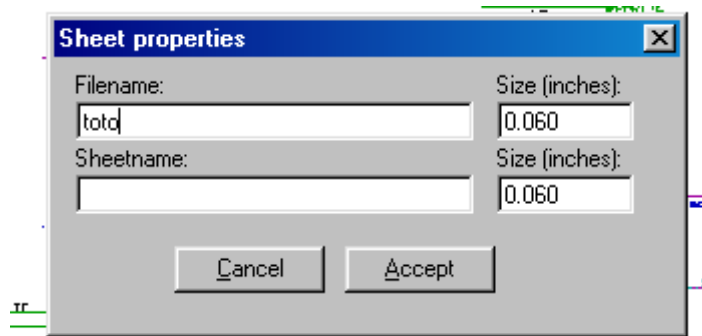 Sheet properties
Filename: Size (inches):
toto 0.060
Sheetname: Size (inches):
0.060
Cancel Accept